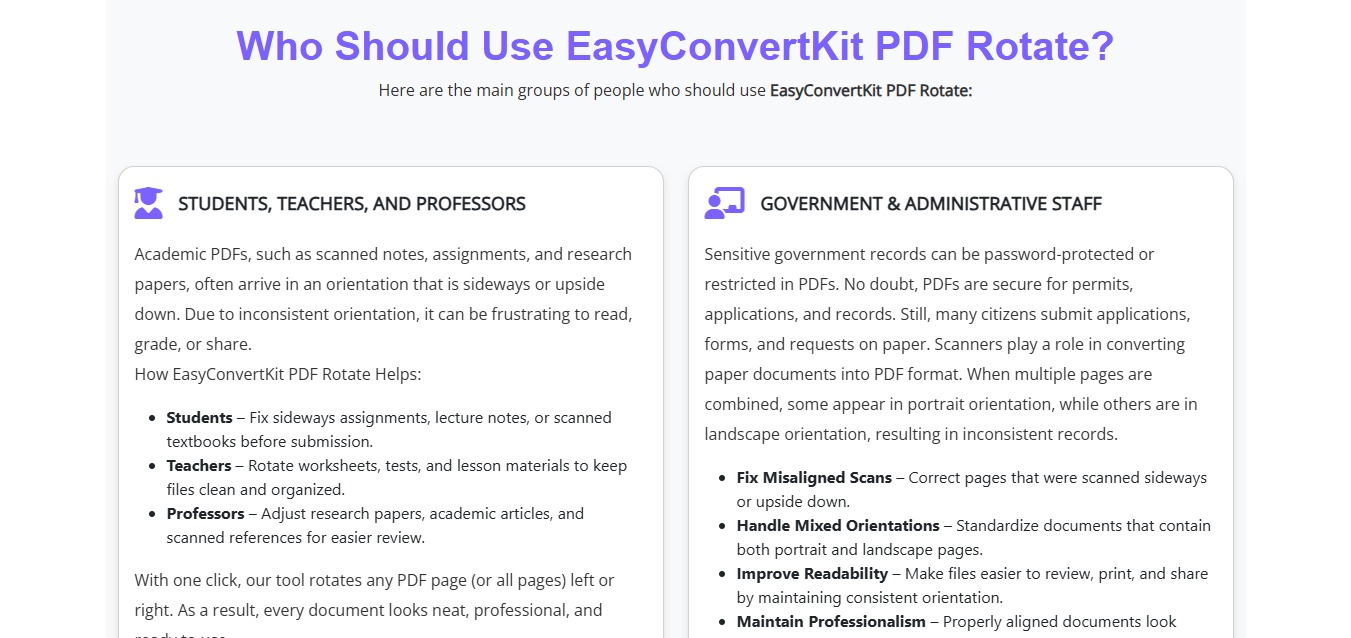 Who Should Use EasyConvertKit PDF Rotate?
Here are the main groups of people who should use EasyConvertKit PDF Rotate:
STUDENTS, TEACHERS, AND PROFESSORS
Academic PDFs, such as scanned notes, assignments, and research
papers, often arrive in an orientation that is sideways or upside
down. Due to inconsistent orientation, it can be frustrating to read,
grade, or share.
How EasyConvertKit PDF Rotate Helps:
• Students – Fix sideways assignments, lecture notes, or scanned
textbooks before submission.
• Teachers – Rotate worksheets, tests, and lesson materials to keep
files clean and organized.
• Professors – Adjust research papers, academic articles, and
scanned references for easier review.
With one click, our tool rotates any PDF page (or all pages) left or
right. As a result, every document looks neat, professional, and
ready to use.
GOVERNMENT & ADMINISTRATIVE STAFF
Sensitive government records can be password-protected or
restricted in PDFs. No doubt, PDFs are secure for permits,
applications, and records. Still, many citizens submit applications,
forms, and requests on paper. Scanners play a role in converting
paper documents into PDF format. When multiple pages are
combined, some appear in portrait orientation, while others are in
landscape orientation, resulting in inconsistent records.
• Fix Misaligned Scans – Correct pages that were scanned sideways
or upside down.
• Handle Mixed Orientations – Standardize documents that contain
both portrait and landscape pages.
• Improve Readability – Make files easier to review, print, and share
by maintaining consistent orientation.
• Maintain Professionalism – Properly aligned documents look